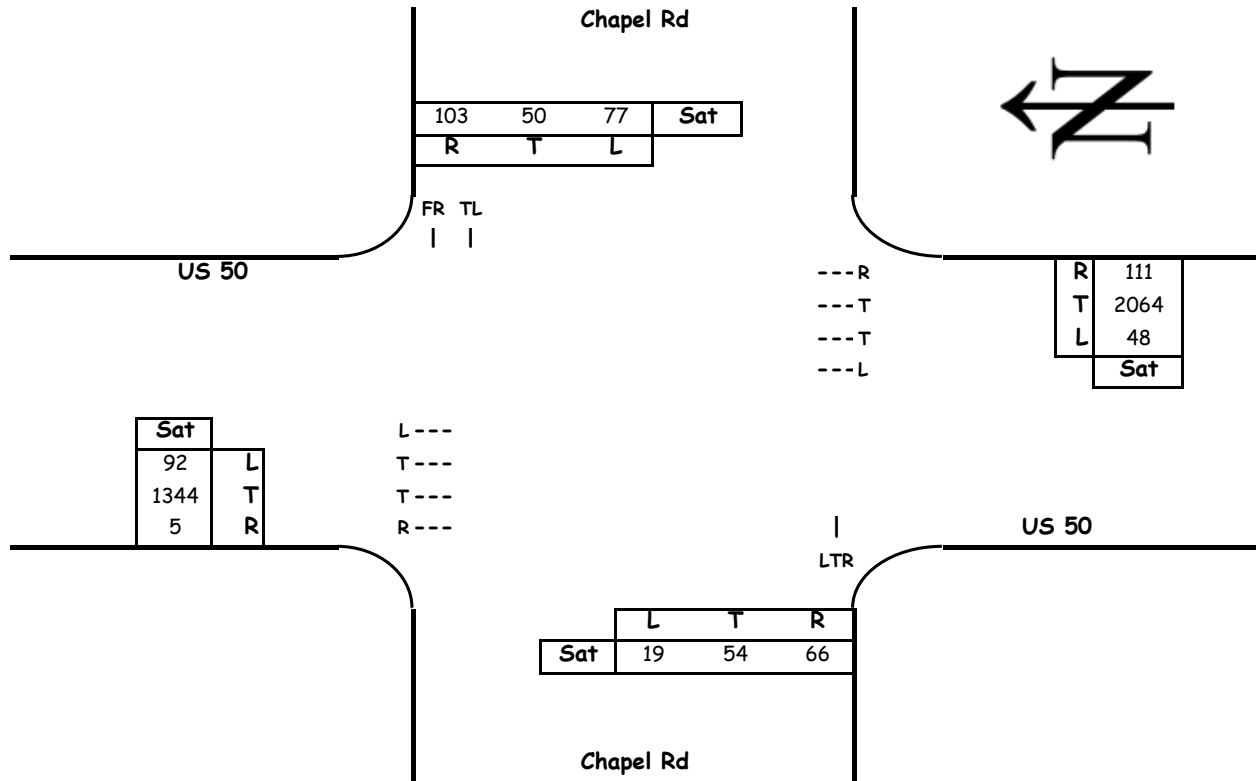 Chapel Rd
103 50 77 Sat
R T L
N
FR TL
US 50
R 111
T 2064
L 48
Sat
---R
---T
---T
---L
Sat
92 L
1344 T
5 R
L---
T---
T---
R---
US 50
LTR
L T R
Sat 19 54 66
Chapel Rd